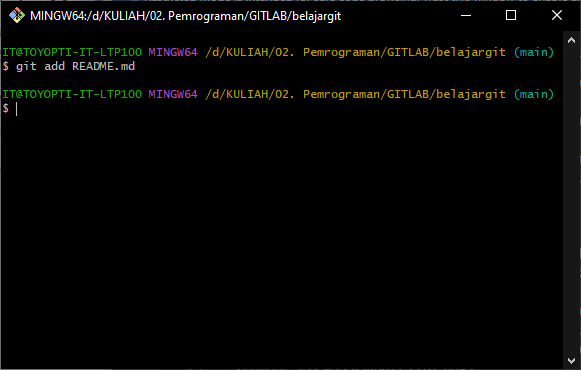 MINGW64:/d/KULIAH/02. Pemrograman/GITLAB/belajargit
IT@TOYOPTI-IT-LTP100 MINGW64 /d/KULIAH/02. Pemrograman/GITLAB/belajargit (main)
$ git add README.md
IT@TOYOPTI-IT-LTP100 MINGW64 /d/KULIAH/02. Pemrograman/GITLAB/belajargit (main)
$